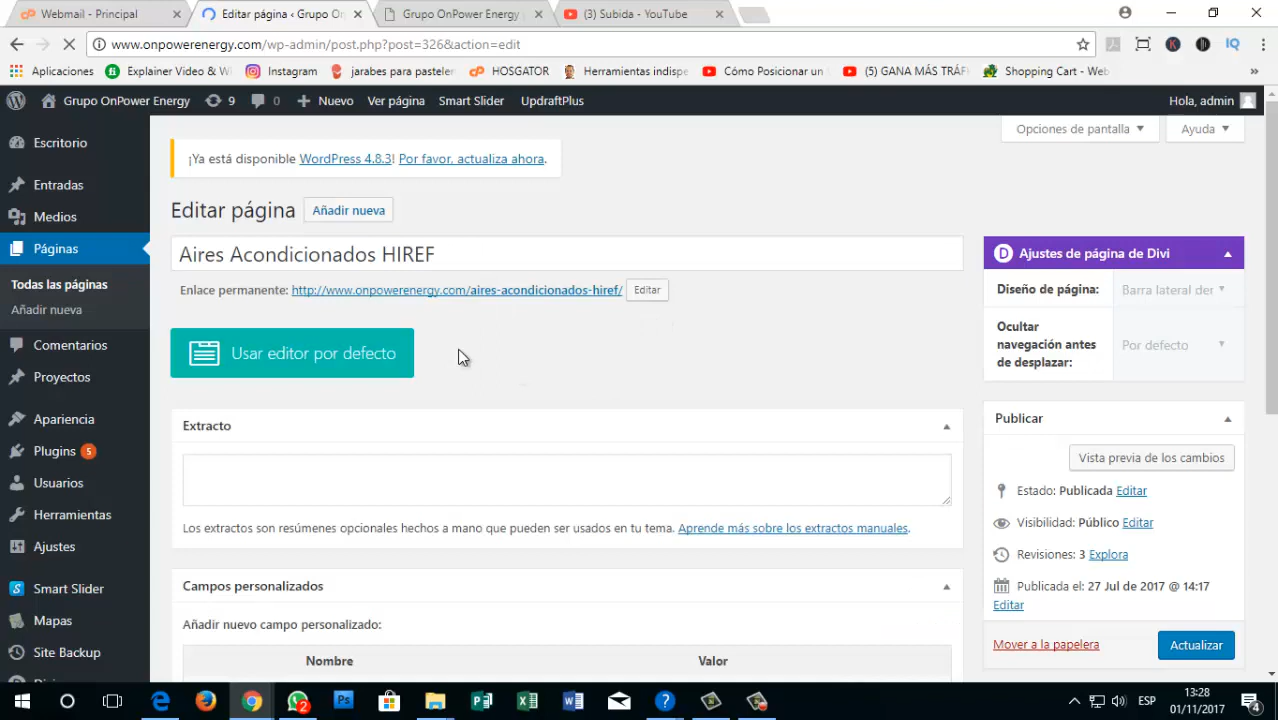 Webmail - Principal
Editar página ‹ Grupo On
Grupo OnPower Energy
(3) Subida - YouTube
www.onpowerenergy.com/wp-admin/post.php?post=326&action=edit
Aplicaciones
Explainer Video & W
Instagram
jarabes para pasteler
HOSGATOR
Herramientas indispe
Cómo Posicionar un
(5) GANA MÁS TRÁF
Shopping Cart - Web
Grupo OnPower Energy
9
0
Nuevo
Ver página
Smart Slider
UpdraftPlus
Hola, admin
Opciones de pantalla
Ayuda
Escritorio
Entradas
Medios
Páginas
Todas las páginas
Añadir nueva
Comentarios
Proyectos
Apariencia
Plugins 5
Usuarios
Herramientas
Ajustes
Smart Slider
Mapas
Site Backup
¡Ya está disponible WordPress 4.8.3! Por favor, actualiza ahora.
Editar página
Añadir nueva
Aires Acondicionados HIREF
Enlace permanente: http://www.onpowerenergy.com/aires-acondicionados-hiref/
Editar
Usar editor por defecto
Extracto
Los extractos son resúmenes opcionales hechos a mano que pueden ser usados en tu tema. Aprende más sobre los extractos manuales.
Campos personalizados
Añadir nuevo campo personalizado:
Nombre
Valor
Ajustes de página de Divi
Diseño de página:
Barra lateral der
Ocultar
navegación antes
de desplazar:
Por defecto
Publicar
Vista previa de los cambios
Estado: Publicada Editar
Visibilidad: Público Editar
Revisiones: 3 Explora
Publicada el: 27 Jul de 2017 @ 14:17
Editar
Mover a la papelera
Actualizar
2
ESP
13:28
01/11/2017
4